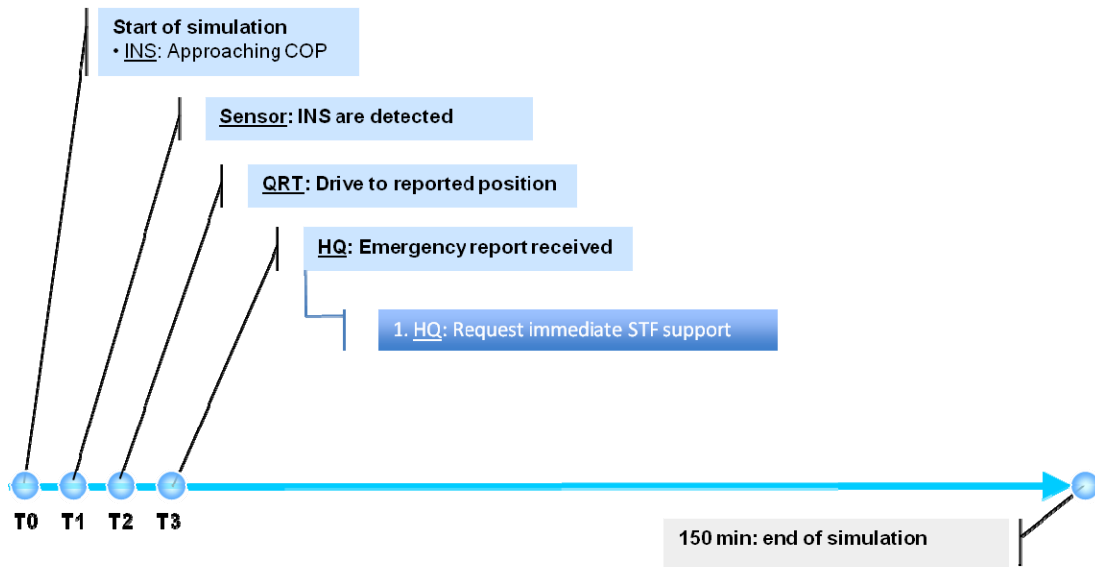 Start of simulation
• INS: Approaching COP
Sensor: INS are detected
QRT: Drive to reported position
HQ: Emergency report received
1. HQ: Request immediate STF support
T0 T1 T2 T3
150 min: end of simulation